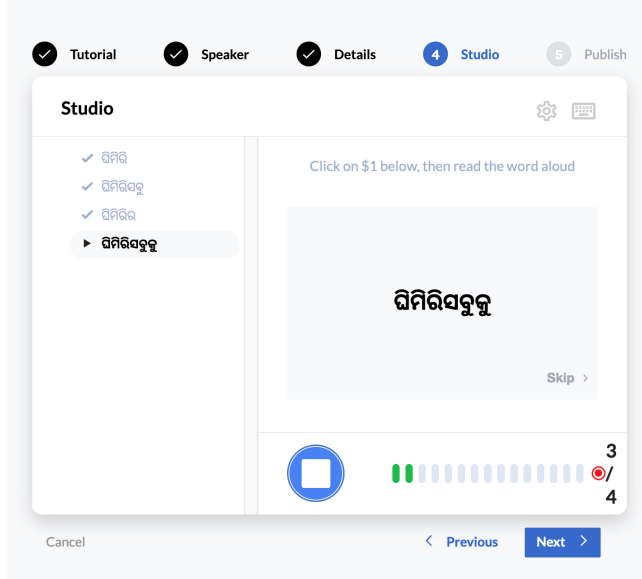 Tutorial Speaker Details 4 Studio 5 Publish
Studio
ଘିମିରି
ଘିମିରିସକୁ
ଘିମିରିର
ଘିମିରିସବୁକୁ
Click on $1 below, then read the word aloud
ଘିମିରିସବୁକୁ
Skip
3
/
4
Cancel
Previous
Next